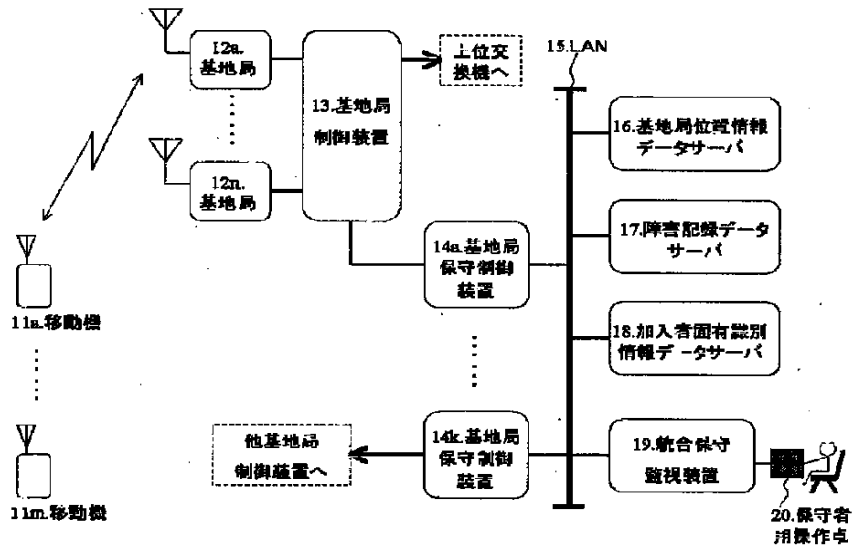 12a.
基地局
12n.
基地局
13.基地局
制御装置
上位交
換機へ
15.LAN
16.基地局位置情報
データサーバ
14a.基地局
保守制御
装置
17.障害記録データ
サーバ
11a.移動機
18.加入者固有識別
情報データサーバ
他基地局
制御装置へ
14k.基地局
保守制御
装置
19.統合保守
監視装置
11m.移動機
20.保守者
用操作卓